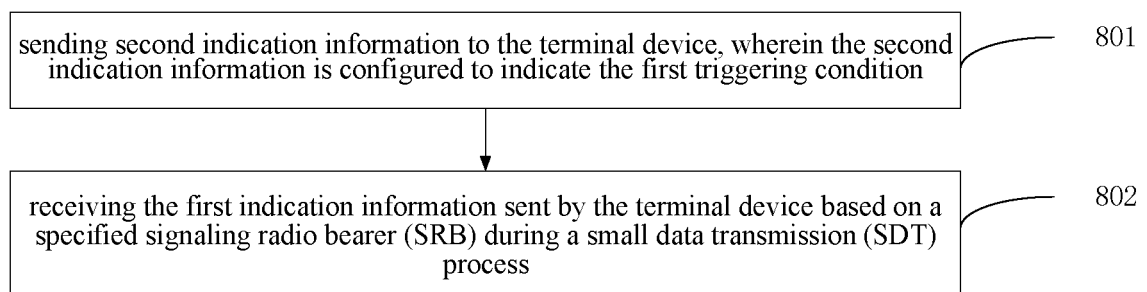 sending second indication information to the terminal device, wherein the second
indication information is configured to indicate the first triggering condition
801
receiving the first indication information sent by the terminal device based on a
specified signaling radio bearer (SRB) during a small data transmission (SDT)
process
802